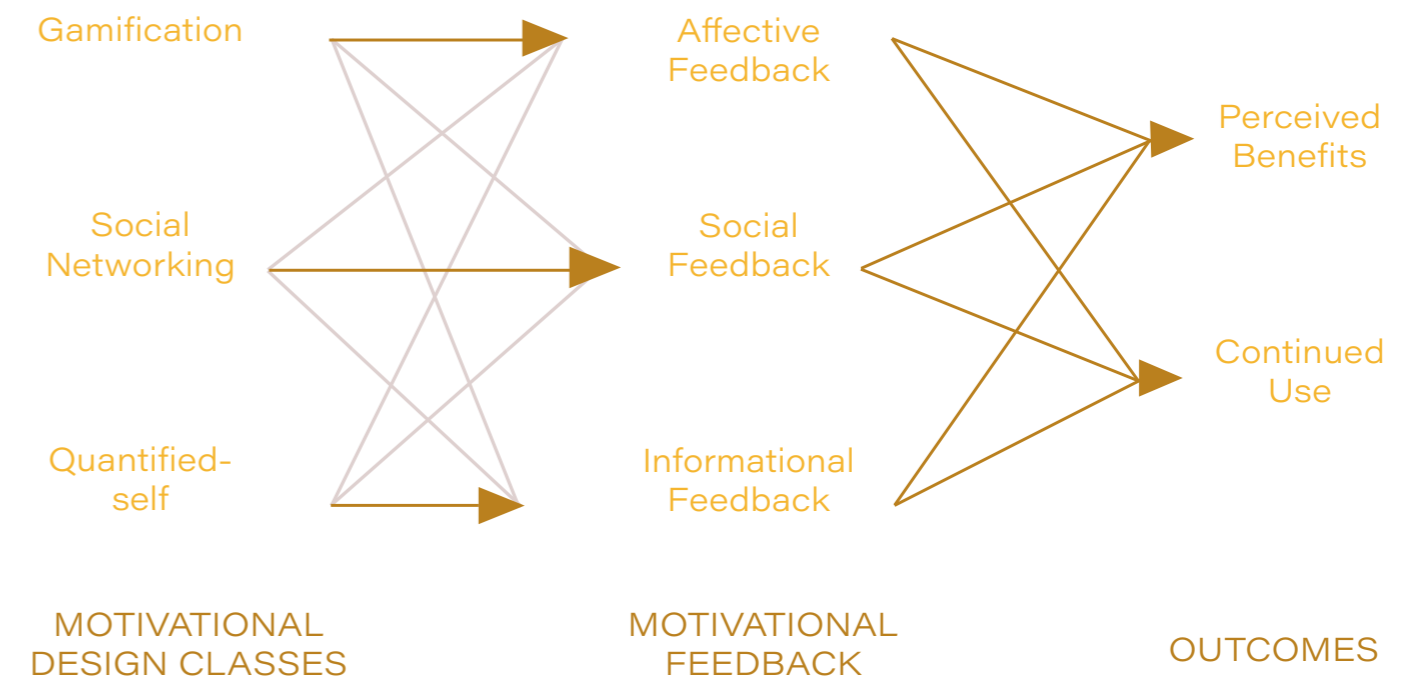 Gamification
Affective
Feedback
Perceived
Benefits
Social
Networking
Social
Feedback
Continued
Use
Quantified-
self
Informational
Feedback
MOTIVATIONAL
DESIGN CLASSES
MOTIVATIONAL
FEEDBACK
OUTCOMES